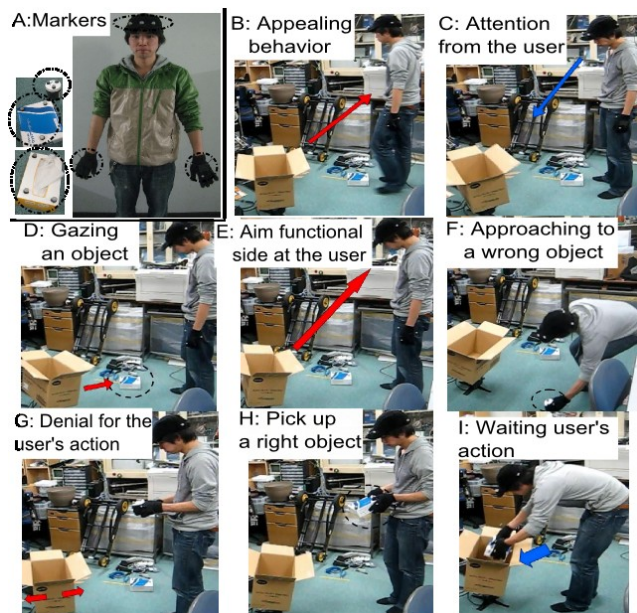 A:Markers
B: Appealing
behavior
C: Attention
from the user
D: Gazing
an object
E: Aim functional
side at the user
F: Approaching to
a wrong object
G: Denial for the
user's action
H: Pick up
a right object
I: Waiting user's
action